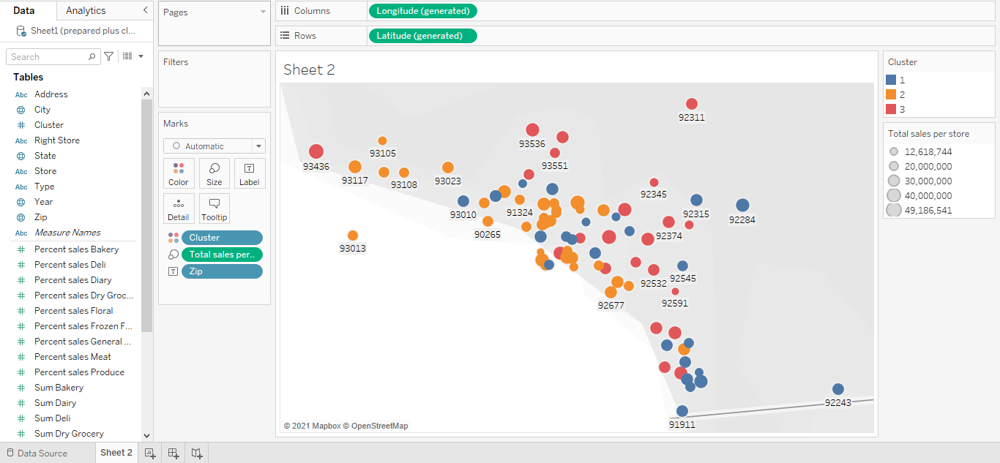 Data
Analytics
Sheet1 (prepared plus cl...
Search
Tables
Abc Address
City
Cluster
Abc Right Store
State
Abc Store
Abc Type
Year
Zip
Abc Measure Names
Percent sales Bakery
Percent sales Deli
Percent sales Diary
Percent sales Dry Groc...
Percent sales Floral
Percent sales Frozen F...
Percent sales General ...
Percent sales Meat
Percent sales Produce
Sum Bakery
Sum Dairy
Sum Deli
Sum Dry Grocery
Pages
Filters
Marks
Automatic
Color Size Label
Detail Tooltip
Cluster
Total sales per..
Zip
Columns Longitude (generated)
Rows Latitude (generated)
Sheet 2
92311
93536
93105
93436
93551
93117
93108
93023
92345
93010
91324
92315
92284
90265
92374
93013
92532
92545
92591
92677
92243
91911
© 2021 Mapbox © OpenStreetMap
Cluster
1
2
3
Total sales per store
12,618,744
20,000,000
30,000,000
40,000,000
49,186,541
Data Source
Sheet 2